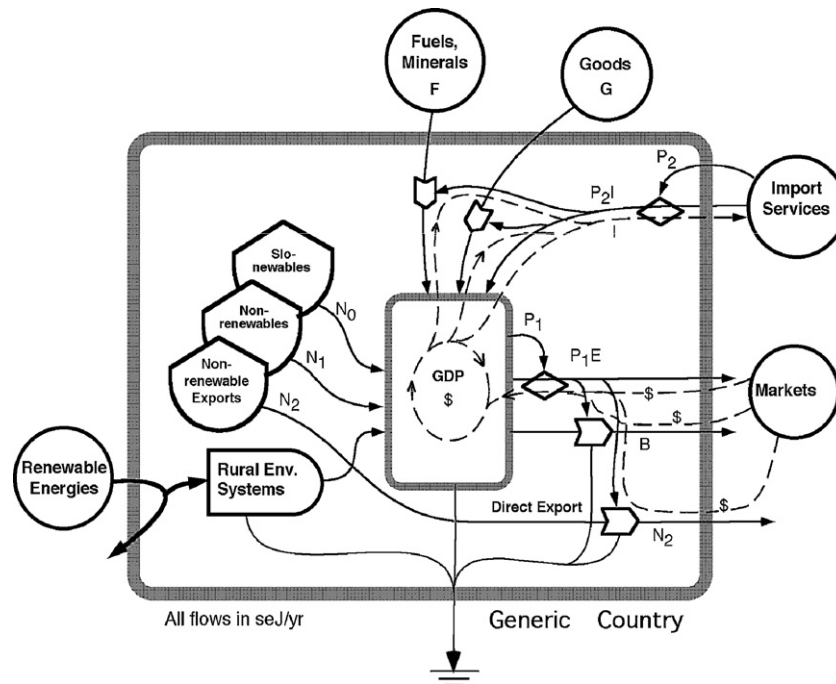 Fuels,
Minerals
F
Goods
G
P2
Import
Services
P2I
I
Slo-
newables
Non-
renewables
Non-
renewable
Exports
N0
N1
N2
P1
P1E
GDP
$
$
$
Markets
B
Renewable
Energies
Rural Env.
Systems
Direct Export
$
N2
All flows in seJ/yr
Generic Country